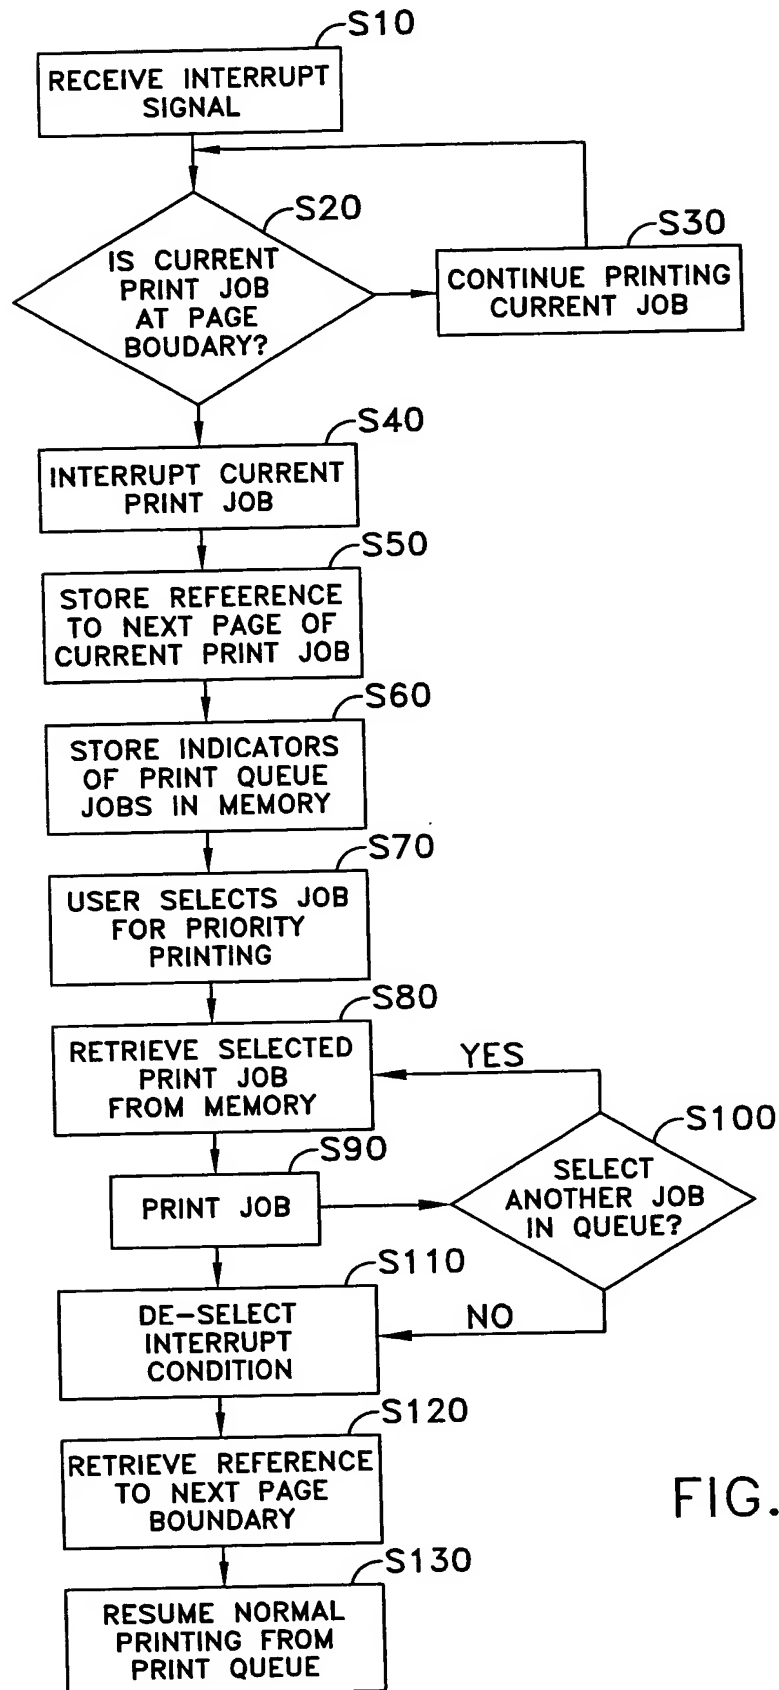 S10
RECEIVE INTERRUPT
SIGNAL
S20
IS CURRENT
PRINT JOB
AT PAGE
BOUDARY?
S30
CONTINUE PRINTING
CURRENT JOB
S40
INTERRUPT CURRENT
PRINT JOB
S50
STORE REFEERENCE
TO NEXT PAGE OF
CURRENT PRINT JOB
S60
STORE INDICATORS
OF PRINT QUEUE
JOBS IN MEMORY
S70
USER SELECTS JOB
FOR PRIORITY
PRINTING
S80
RETRIEVE SELECTED
PRINT JOB
FROM MEMORY
YES
S90
PRINT JOB
S100
SELECT
ANOTHER JOB
IN QUEUE?
NO
S110
DE-SELECT
INTERRUPT
CONDITION
S120
RETRIEVE REFERENCE
TO NEXT PAGE
BOUNDARY
S130
RESUME NORMAL
PRINTING FROM
PRINT QUEUE
FIG.